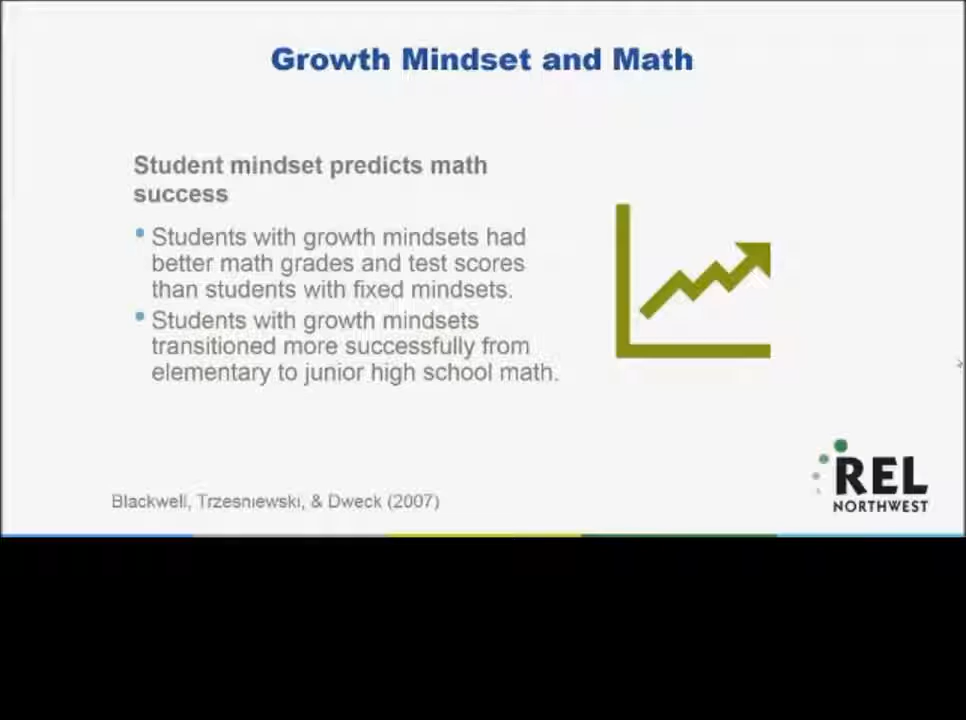 Growth Mindset and Math
Student mindset predicts math
success
• Students with growth mindsets had
better math grades and test scores
than students with fixed mindsets.
• Students with growth mindsets
transitioned more successfully from
elementary to junior high school math.
Blackwell, Trzesniewski, & Dweck (2007)
REL
NORTHWEST